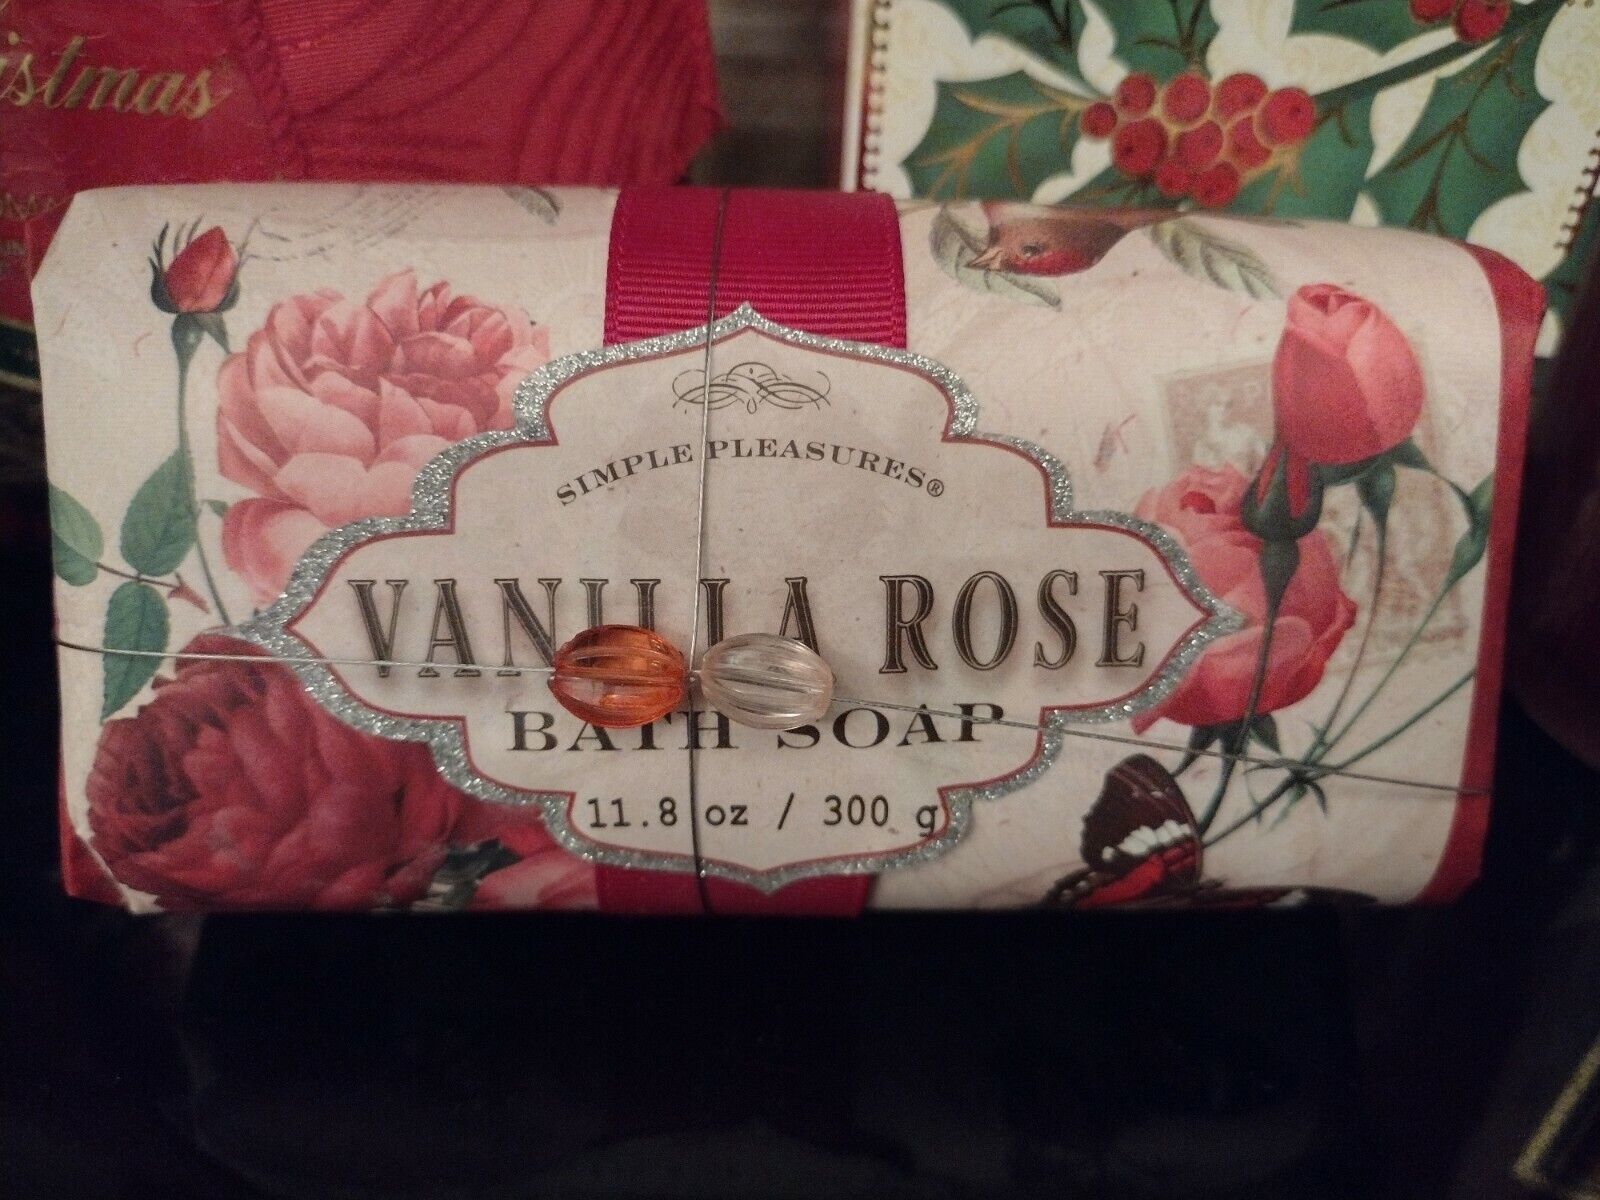 istmas
SIMPLE PLEASURES®
VANILLA ROSE
BATH SOAP
11.8 oz / 300 g